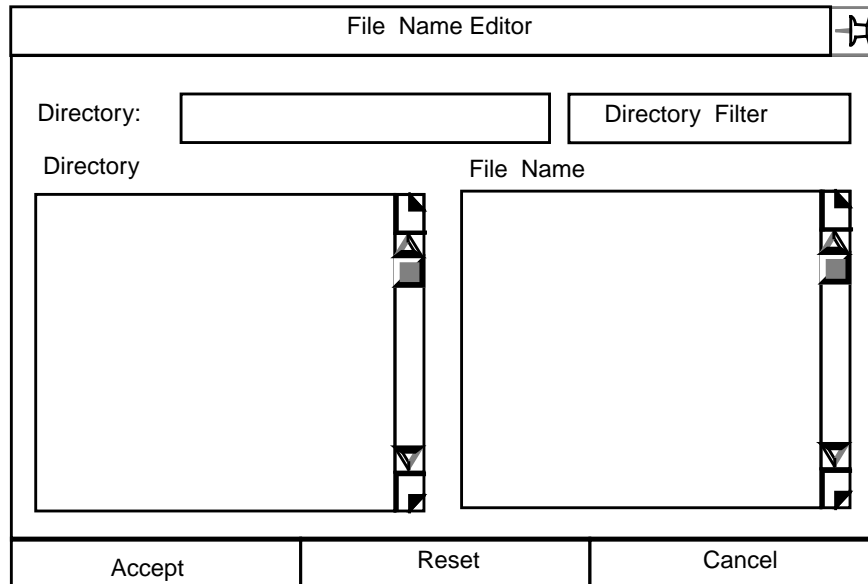 File Name Editor
Directory:
Directory Filter
Directory
File Name
Accept
Reset
Cancel